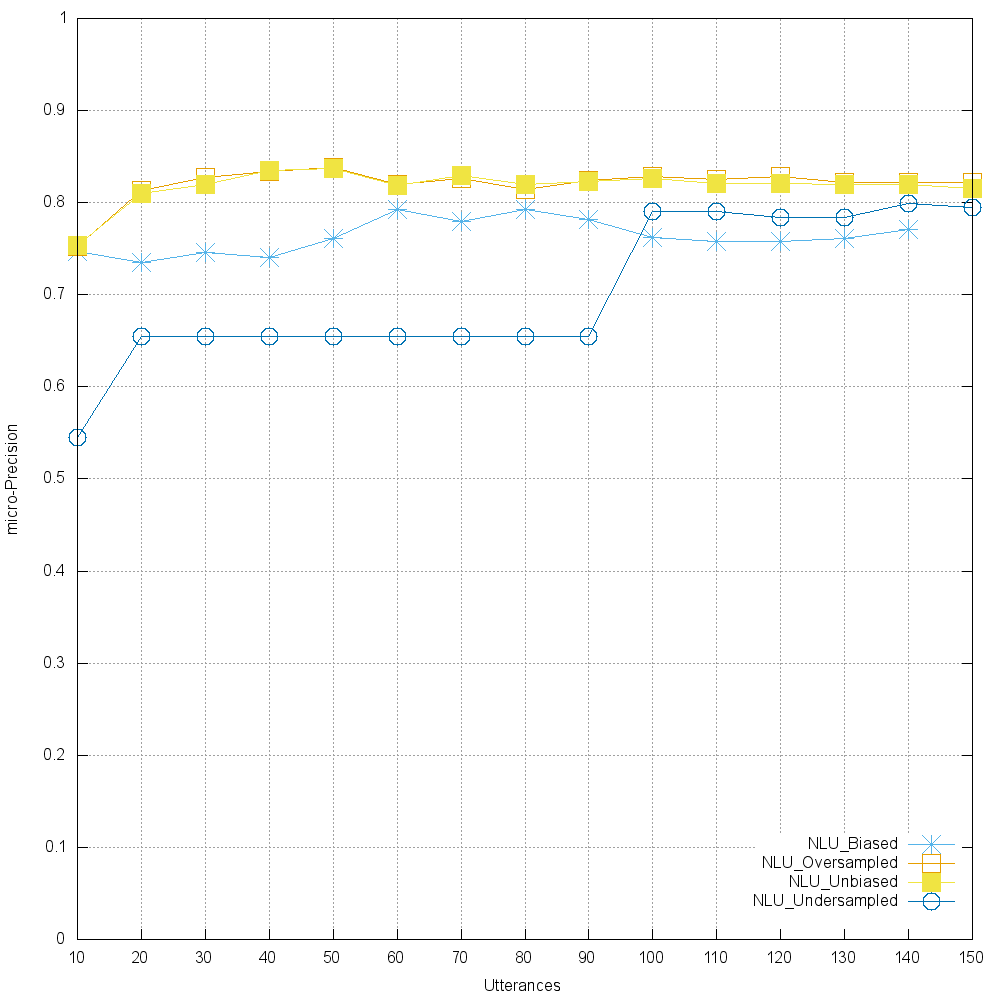 1
0.9
0.8
0.7
0.6
0.5
0.4
0.3
0.2
0.1
0
micro-Precision
NLU_Biased
NLU_Oversampled
NLU_Unbiased
NLU_Undersampled
10 20 30 40 50 60 70 80 90 100 110 120 130 140 150
Utterances